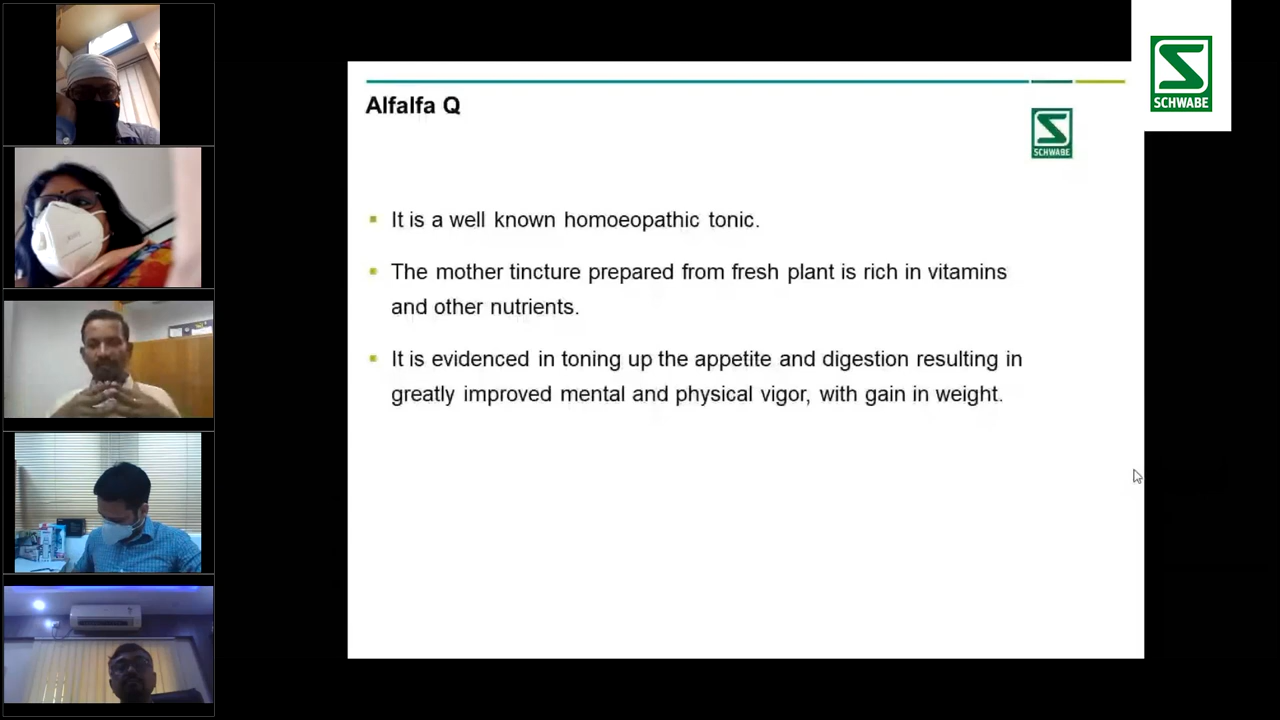 Alfalfa Q
SCHWABE
SCHWABE
It is a well known homoeopathic tonic.
The mother tincture prepared from fresh plant is rich in vitamins
and other nutrients.
It is evidenced in toning up the appetite and digestion resulting in
greatly improved mental and physical vigor, with gain in weight.